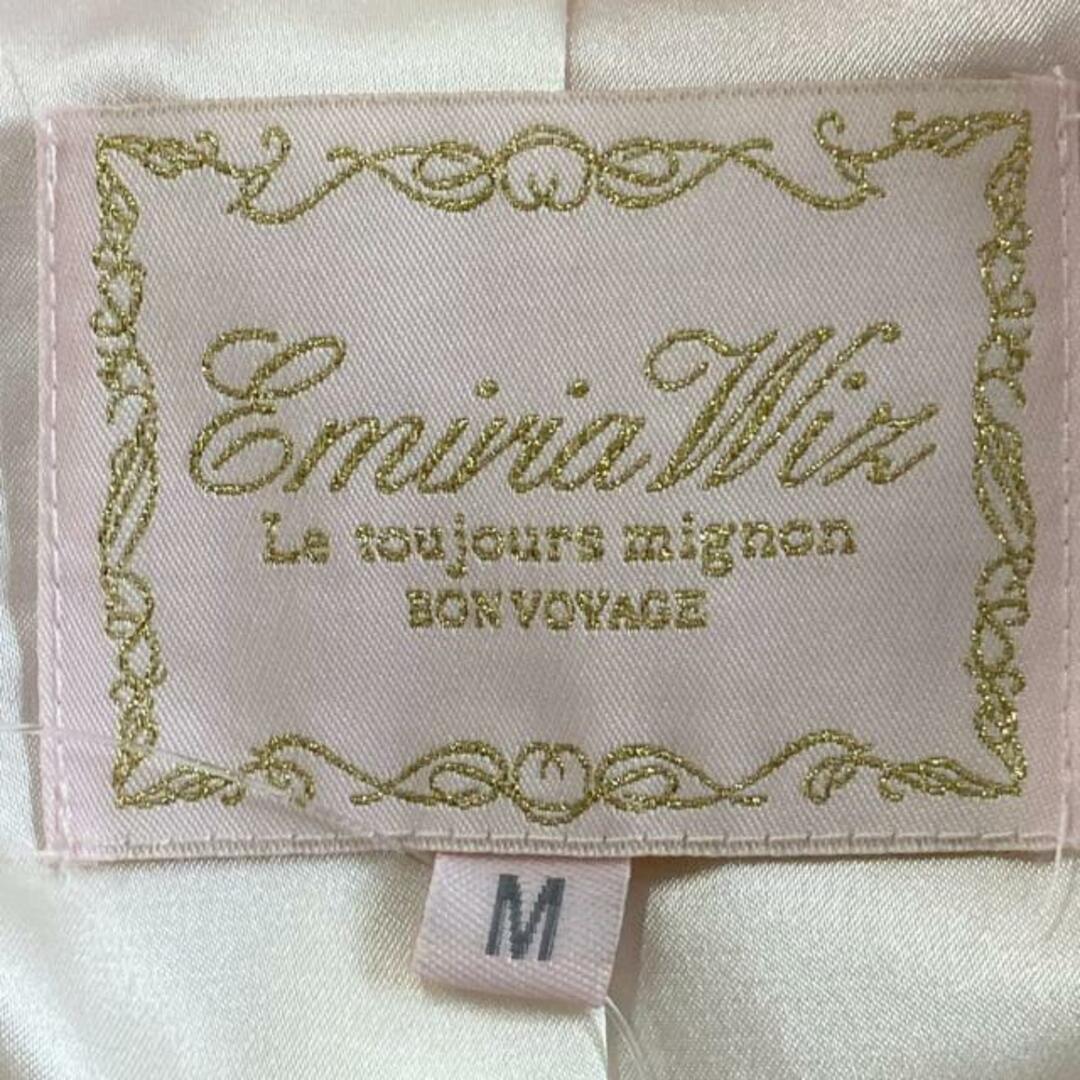 Emiria Wiz
Le toujours mignon
BON VOYAGE
M